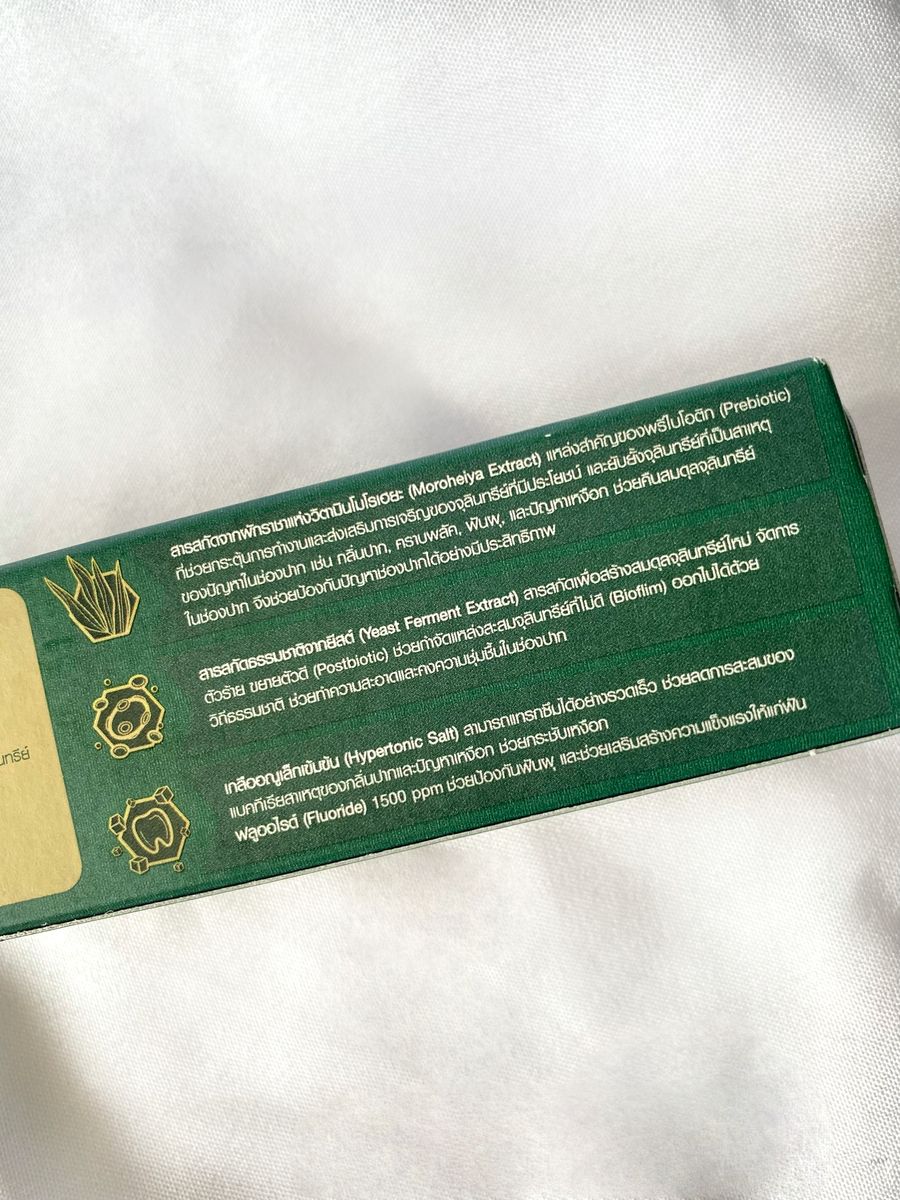 สารสกัดจากผักราชาแห่งวิตามินโมโรเฮยะ (Moroheiya Extract) แหล่งสำคัญของพรีไบโอติก (Prebiotic)
ที่ช่วยกระตุ้นการทำงานและส่งเสริมการเจริญของจุลินทรีย์ที่มีประโยชน์ และยับยั้งจุลินทรีย์ที่เป็นสาเหตุ
ของปัญหาในช่องปาก เช่น กลิ่นปาก, คราบพลัค, ฟันผุ, และปัญหาเหงือก ช่วยคืนสมดุลจุลินทรีย์
ในช่องปาก จึงช่วยป้องกันปัญหาช่องปากได้อย่างมีประสิทธิภาพ
สารสกัดธรรมชาติจากยีสต์ (Yeast Ferment Extract) สารสกัดเพื่อสร้างสมดุลจุลินทรีย์ใหม่ จัดการ
ตัวร้าย ขยายตัวดี (Postbiotic) ช่วยกำจัดแหล่งสะสมจุลินทรีย์ที่ไม่ดี (Bioflim) ออกไปได้ด้วย
วิถีธรรมชาติ ช่วยทำความสะอาดและคงความชุ่มชื้นในช่องปาก
เกลืออณูเล็กเข้มข้น (Hypertonic Salt) สามารถแทรกซึมได้อย่างรวดเร็ว ช่วยลดการสะสมของ
แบคทีเรียสาเหตุของกลิ่นปากและปัญหาเหงือก ช่วยกระชับเหงือก
ฟลูออไรด์ (Fluoride) 1500 ppm ช่วยป้องกันฟันผุ และช่วยเสริมสร้างความแข็งแรงให้แก่ฟัน